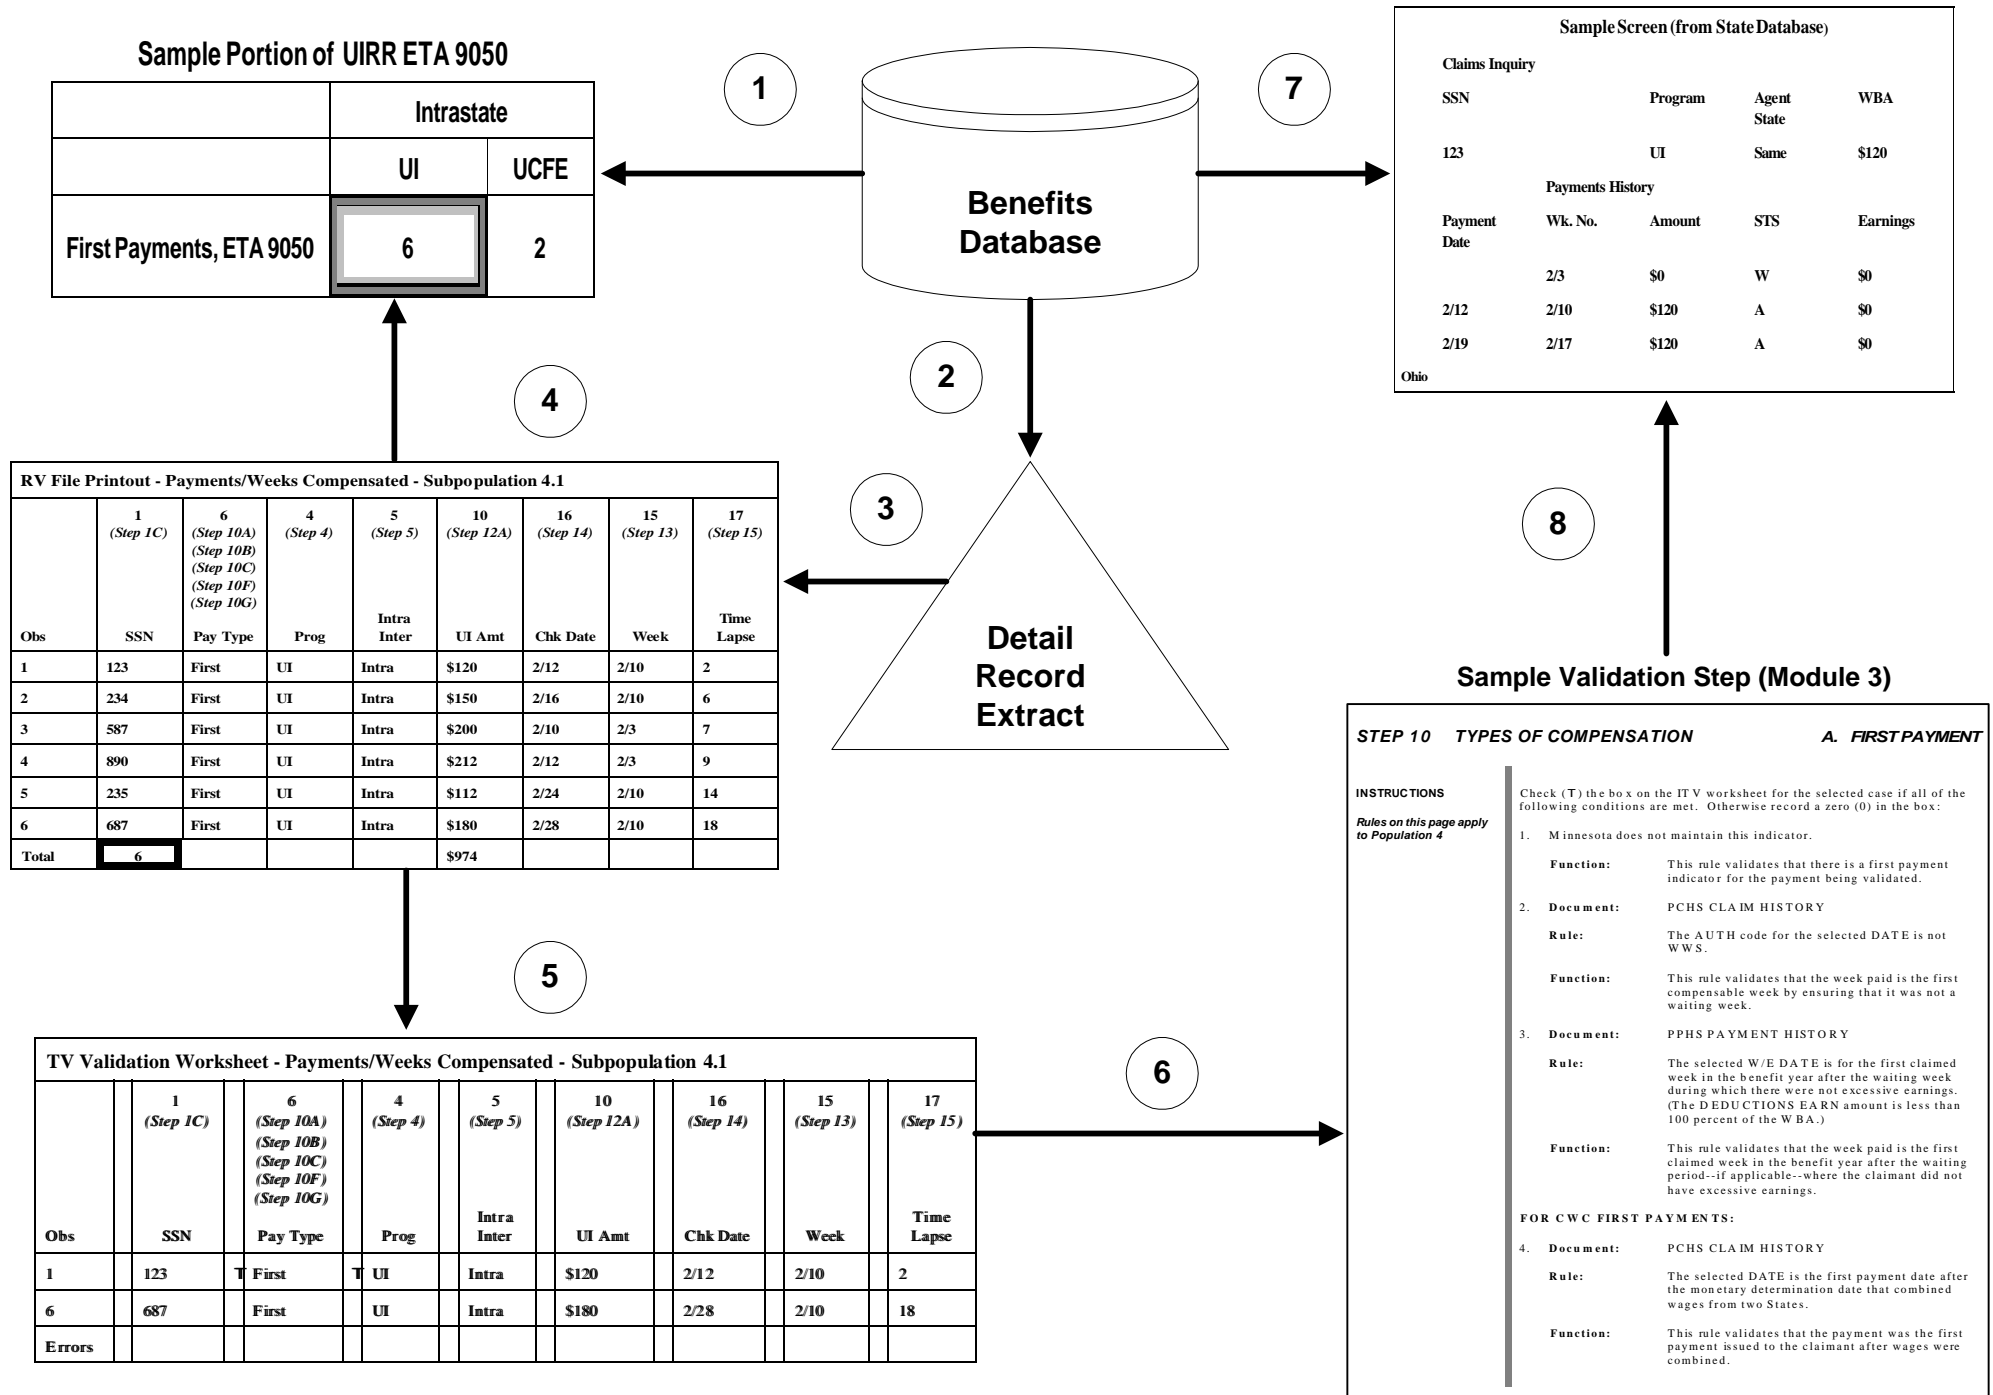 Sample Portion of UIRR ETA 9050
Intrastate
UI UCFE
First Payments, ETA 9050 6 2
1
Benefits
Database
7
Sample Screen (from State Database)
Claims Inquiry
SSN Program Agent WBA
State
123 UI Same $120
Payments History
Payment Wk. No. Amount STS Earnings
Date
2/3 $0 W $0
2/12 2/10 $120 A $0
2/19 2/17 $120 A $0
Ohio
2
4
3
Detail
Record
Extract
8
RV File Printout - Payments/Weeks Compensated - Subpopulation 4.1
1 6 4 5 10 16 15 17
(Step 1C) (Step 10A) (Step 4) (Step 5) (Step 12A) (Step 14) (Step 13) (Step 15)
(Step 10B)
(Step 10C)
(Step 10F)
(Step 10G)
Intra Time
Obs SSN Pay Type Prog Inter UI Amt Chk Date Week Lapse
1 123 First UI Intra $120 2/12 2/10 2
2 234 First UI Intra $150 2/16 2/10 6
3 587 First UI Intra $200 2/10 2/3 7
4 890 First UI Intra $212 2/12 2/3 9
5 235 First UI Intra $112 2/24 2/10 14
6 687 First UI Intra $180 2/28 2/10 18
Total 6 $974
5
TV Validation Worksheet - Payments/Weeks Compensated - Subpopulation 4.1
1 6 4 5 10 16 15 17
(Step 1C) (Step 10A) (Step 4) (Step 5) (Step 12A) (Step 14) (Step 13) (Step 15)
(Step 10B)
(Step 10C)
(Step 10F)
(Step 10G)
Intra Time
Obs SSN Pay Type Prog Inter UI Amt Chk Date Week Lapse
1 123 T First T UI Intra $120 2/12 2/10 2
6 687 First UI Intra $180 2/28 2/10 18
Errors
6
Sample Validation Step (Module 3)
STEP 10 TYPES OF COMPENSATION A. FIRST PAYMENT
INSTRUCTIONS
Rules on this page apply
to Population 4
Check (T) the box on the ITV worksheet for the selected case if all of the
following conditions are met. Otherwise record a zero (0) in the box:
1. Minnesota does not maintain this indicator.
Function: This rule validates that there is a first payment
indicator for the payment being validated.
2. Document: PCHS CLAIM HISTORY
Rule: The AUTH code for the selected DATE is not
WWS.
Function: This rule validates that the week paid is the first
compensable week by ensuring that it was not a
waiting week.
3. Document: PPHS PAYMENT HISTORY
Rule: The selected W/E DATE is for the first claimed
week in the benefit year after the waiting week
during which there were not excessive earnings.
(The DEDUCTIONS EARN amount is less than
100 percent of the WBA.)
Function: This rule validates that the week paid is the first
claimed week in the benefit year after the waiting
period--if applicable--where the claimant did not
have excessive earnings.
FOR CWC FIRST PAYMENTS:
4. Document: PCHS CLAIM HISTORY
Rule: The selected DATE is the first payment date after
the monetary determination date that combined
wages from two States.
Function: This rule validates that the payment was the first
payment issued to the claimant after wages were
combined.